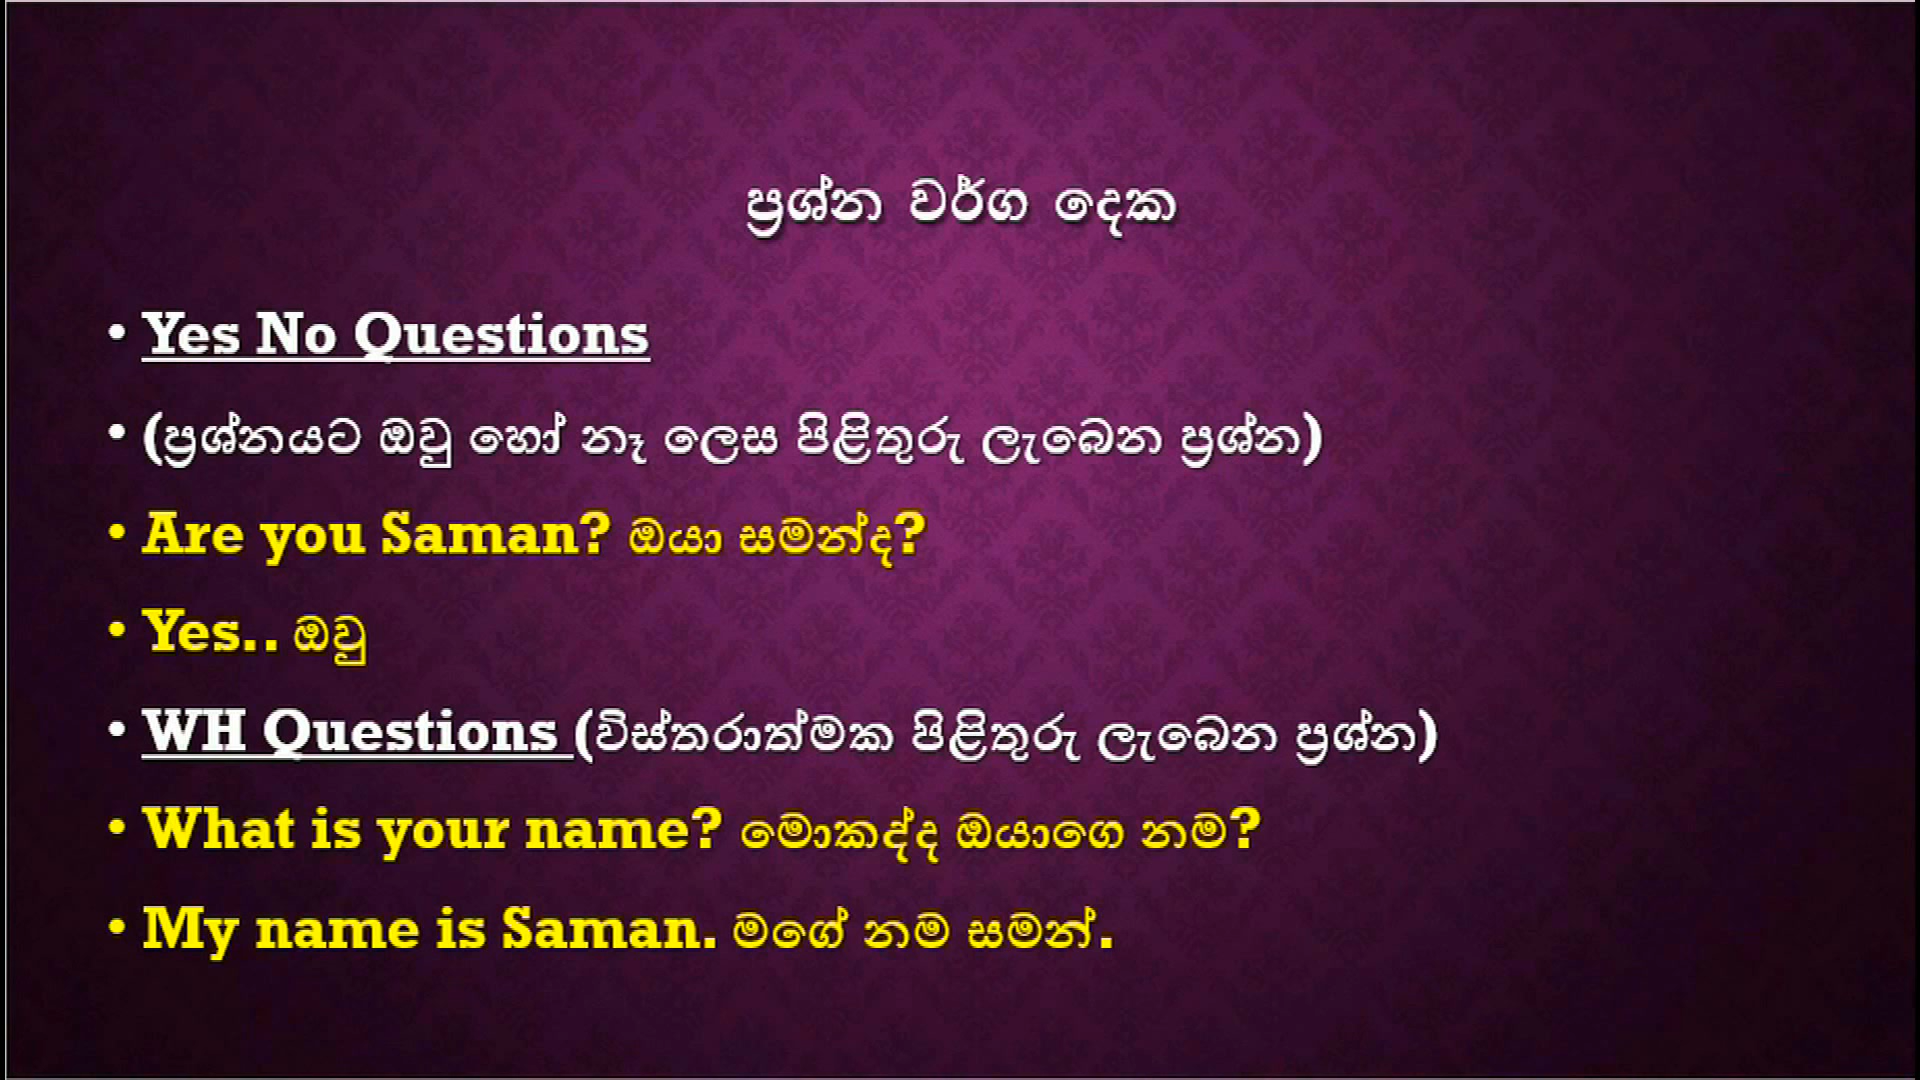 ප්‍රශ්න වර්ග දෙක
• Yes No Questions
• (ප්‍රශ්නයට ඔව් හෝ නෑ ලෙස පිළිතුරු ලැබෙන ප්‍රශ්න)
• Are you Saman? ඔයා සමන්ද?
• Yes.. ඔව්
• WH Questions (විස්තරාත්මක පිළිතුරු ලැබෙන ප්‍රශ්න)
• What is your name? මොකද්ද ඔයාගෙ නම?
• My name is Saman. මගේ නම සමන්.